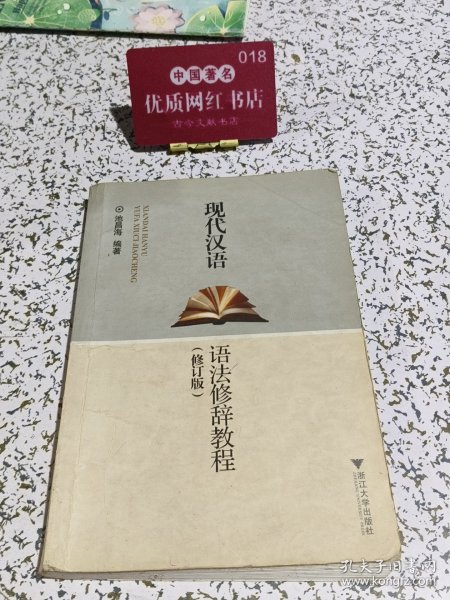 018
中国著名
优质网红书店
古今文献书店
现代汉语
XIANDAI HANYU
YUFA XIUCI JIAOCHENG
池昌海 编著
语法修辞教程
(修订版)
浙江大学出版社
孔夫子旧书网
www.kongfz.com